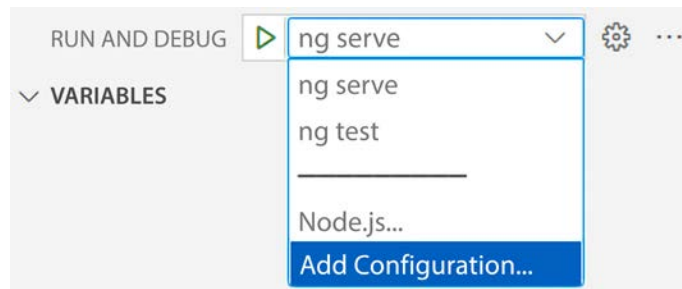 RUN AND DEBUG ng serve ...
VARIABLES
ng serve
ng test
Node.js...
Add Configuration...